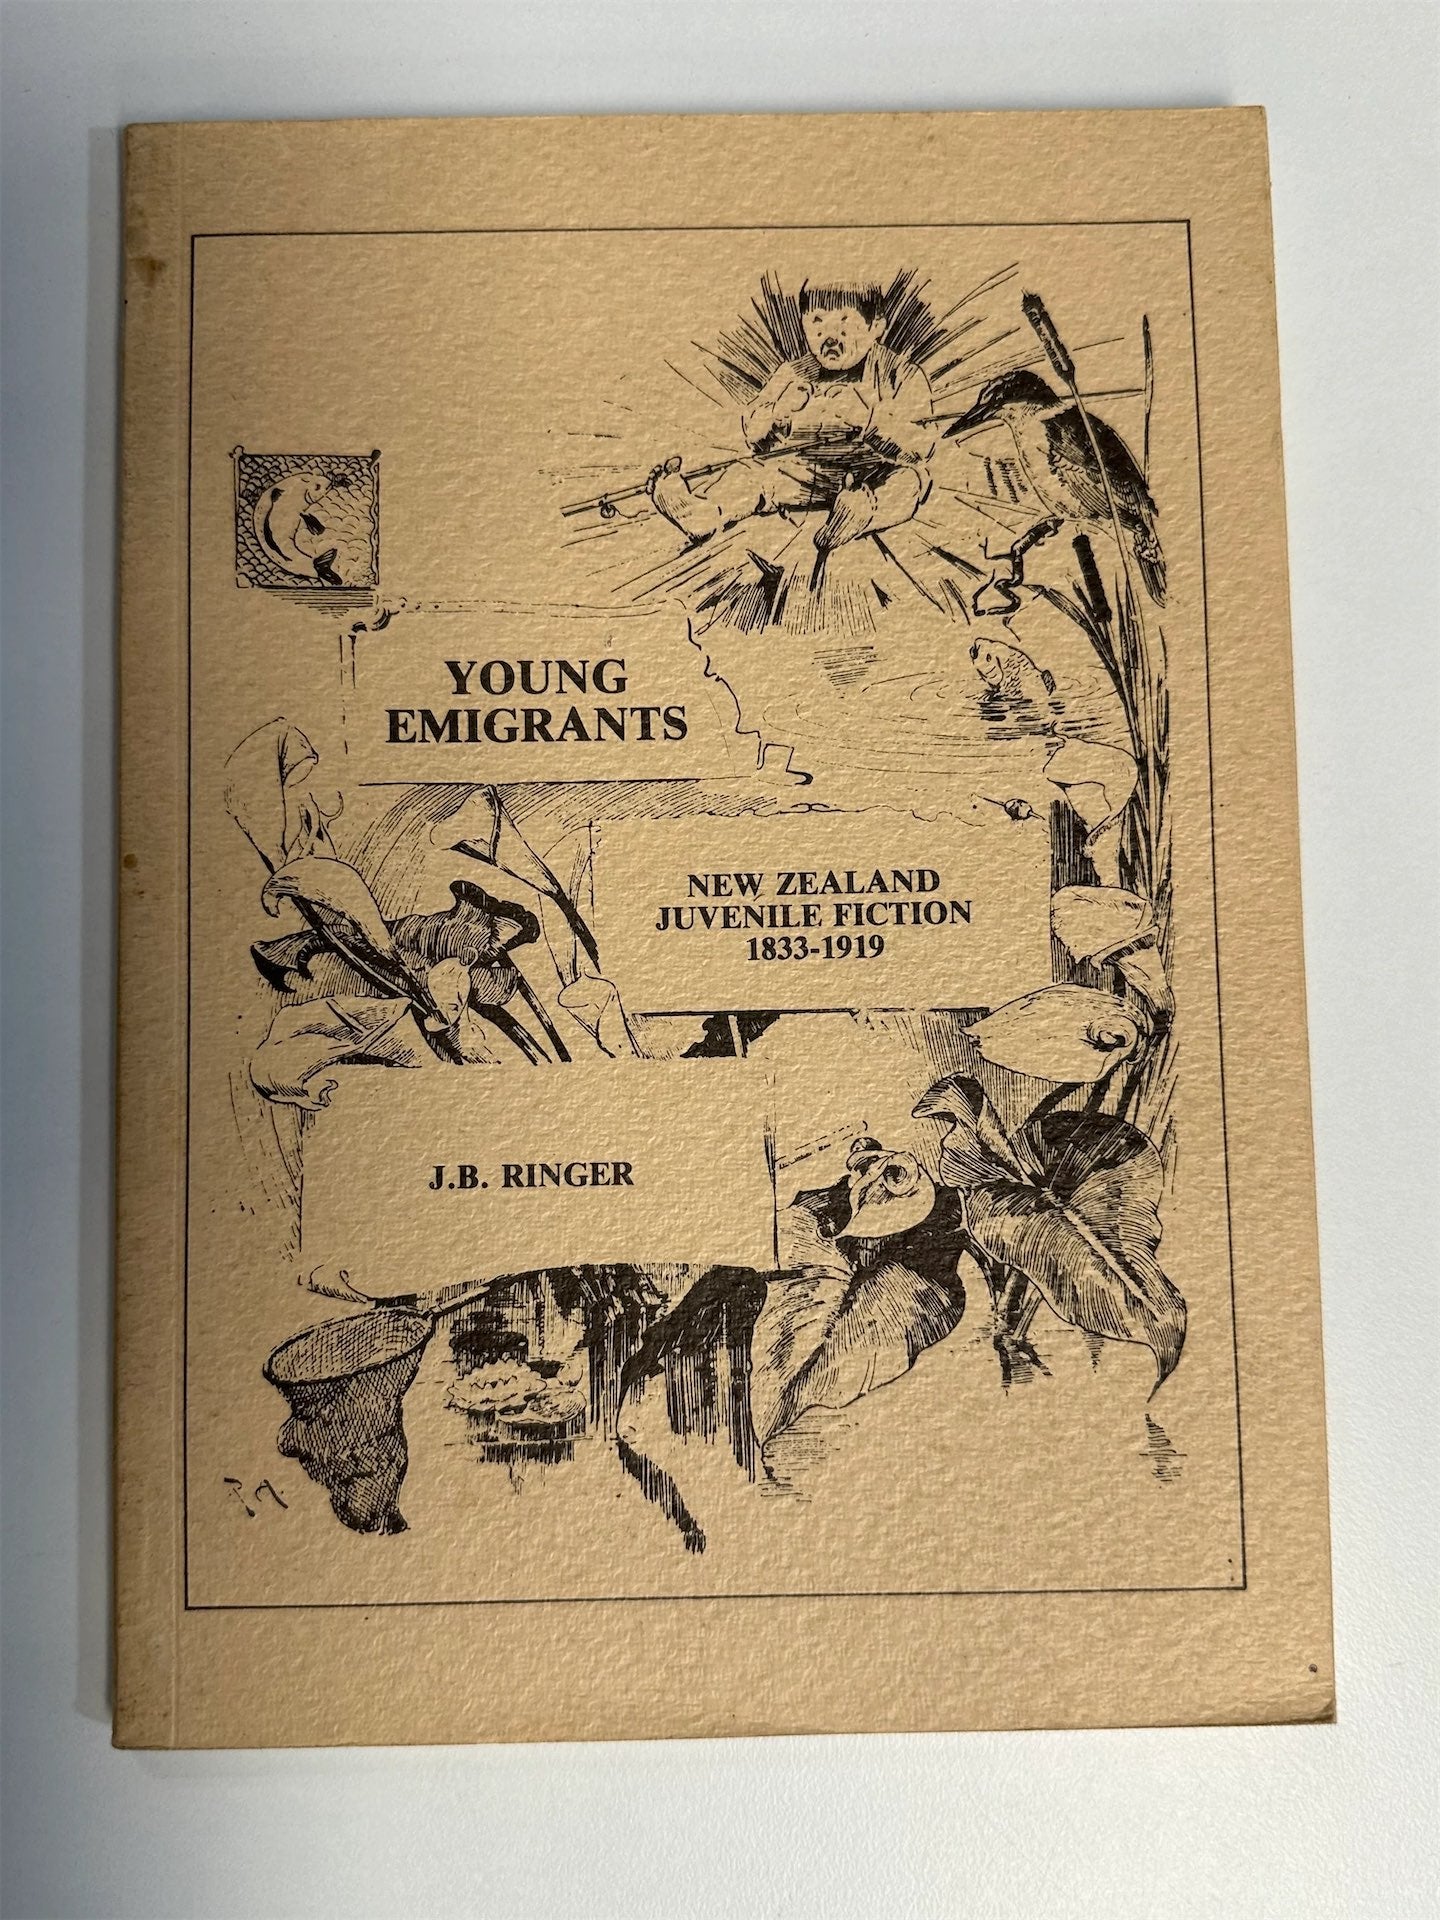 YOUNG
EMIGRANTS
NEW ZEALAND
JUVENILE FICTION
1833-1919
J.B. RINGER